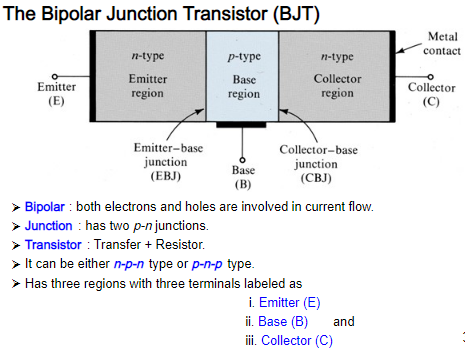 The Bipolar Junction Transistor (BJT)
Metal
contact
n-type
p-type
n-type
Emitter
region
Base
region
Collector
region
Emitter
(E)
Collector
(C)
Emitter–base
junction
(EBJ)
Base
(B)
Collector–base
junction
(CBJ)
➢ Bipolar : both electrons and holes are involved in current flow.
➢ Junction : has two p-n junctions.
➢ Transistor : Transfer + Resistor.
➢ It can be either n-p-n type or p-n-p type.
➢ Has three regions with three terminals labeled as
i. Emitter (E)
ii. Base (B) and
iii. Collector (C)